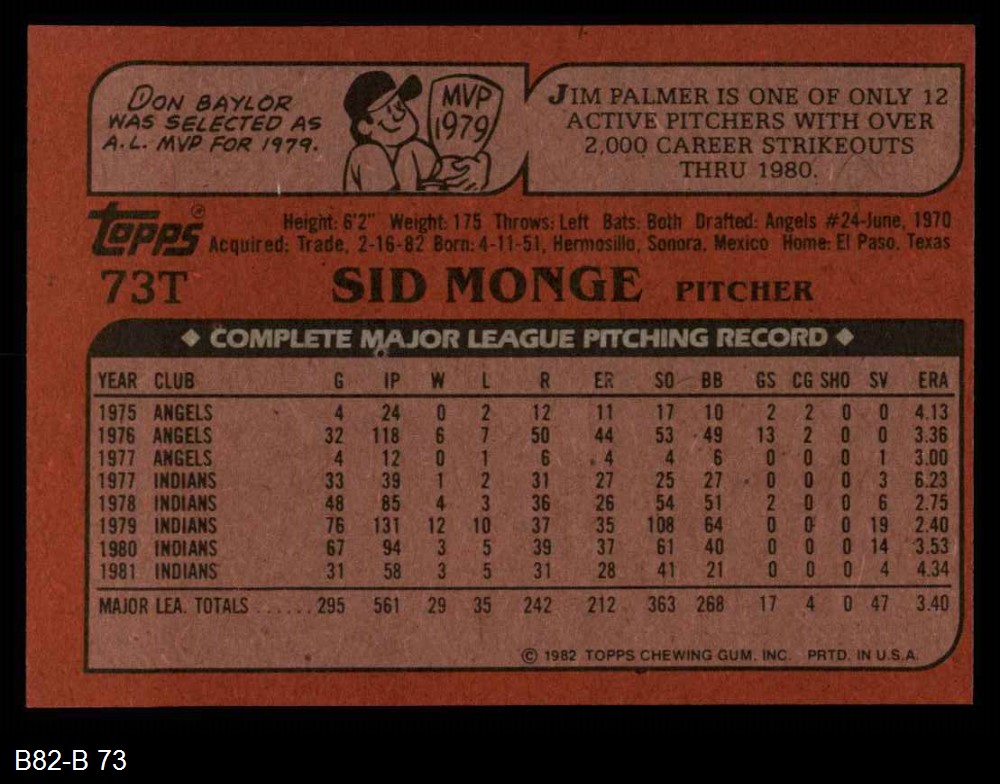 DON BAYLOR
WAS SELECTED AS
A.L. MVP FOR 1979.
MVP
1979
JIM PALMER IS ONE OF ONLY 12
ACTIVE PITCHERS WITH OVER
2,000 CAREER STRIKEOUTS
THRU 1980.
Topps®
Height: 6'2" Weight: 175 Throws: Left Bats: Both Drafted: Angels #24-June, 1970
Acquired: Trade, 2-16-82 Born: 4-11-51, Hermosillo, Sonora, Mexico Home: El Paso, Texas
73T SID MONGE PITCHER
◆ COMPLETE MAJOR LEAGUE PITCHING RECORD ◆
YEAR CLUB G IP W L R ER SO BB GS CG SHO SV ERA
1975 ANGELS 4 24 0 2 12 11 17 10 2 2 0 0 4.13
1976 ANGELS 32 118 6 7 50 44 53 49 13 2 0 0 3.36
1977 ANGELS 4 12 0 1 6 4 4 6 0 0 0 1 3.00
1977 INDIANS 33 39 1 2 31 27 25 27 0 0 0 3 6.23
1978 INDIANS 48 85 4 3 36 26 54 51 2 0 0 6 2.75
1979 INDIANS 76 131 12 10 37 35 108 64 0 0 0 19 2.40
1980 INDIANS 67 94 3 5 39 37 61 40 0 0 0 14 3.53
1981 INDIANS 31 58 3 5 31 28 41 21 0 0 0 4 4.34
MAJOR LEA. TOTALS ...... 295 561 29 35 242 212 363 268 17 4 0 47 3.40
© 1982 TOPPS CHEWING GUM, INC. PRTD. IN U.S.A.
B82-B 73